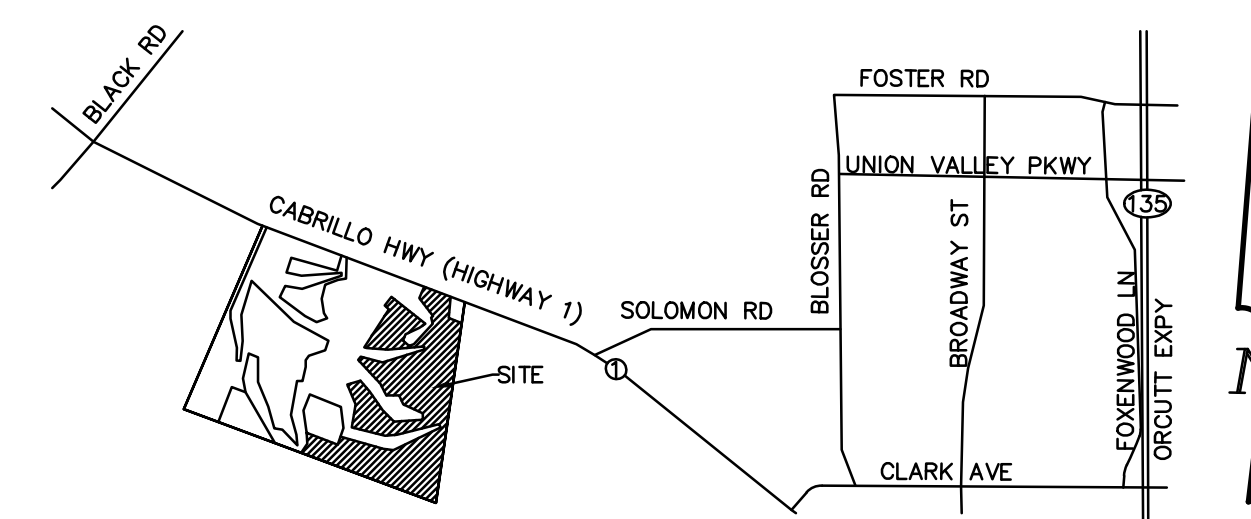 BLACK RD
FOSTER RD
UNION VALLEY PKWY
135
CABRILLO HWY (HIGHWAY 1)
BLOSSER RD
BROADWAY ST
SOLOMON RD
FOXENWOOD LN
ORCUTT EXPY
1
SITE
CLARK AVE
N